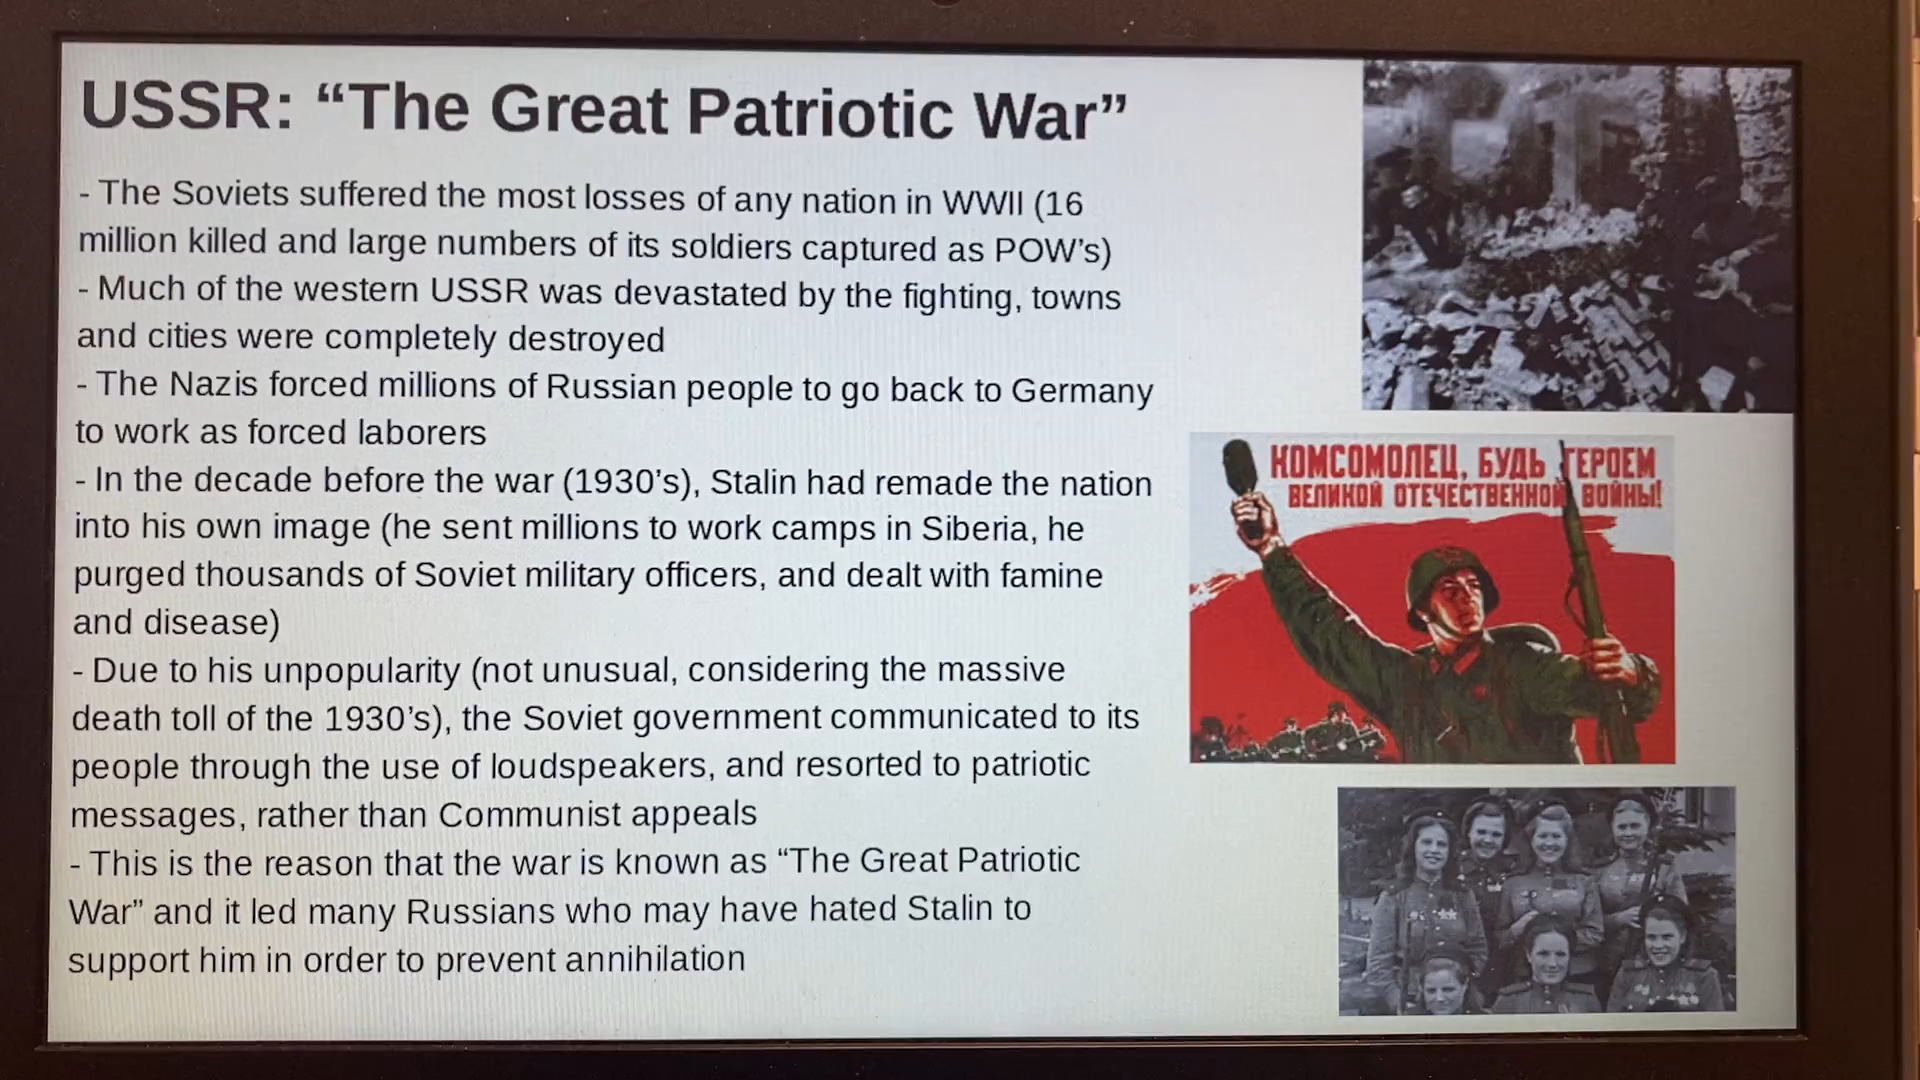 USSR: “The Great Patriotic War”
- The Soviets suffered the most losses of any nation in WWII (16
million killed and large numbers of its soldiers captured as POW’s)
- Much of the western USSR was devastated by the fighting, towns
and cities were completely destroyed
- The Nazis forced millions of Russian people to go back to Germany
to work as forced laborers
- In the decade before the war (1930’s), Stalin had remade the nation
into his own image (he sent millions to work camps in Siberia, he
purged thousands of Soviet military officers, and dealt with famine
and disease)
- Due to his unpopularity (not unusual, considering the massive
death toll of the 1930’s), the Soviet government communicated to its
people through the use of loudspeakers, and resorted to patriotic
messages, rather than Communist appeals
- This is the reason that the war is known as “The Great Patriotic
War” and it led many Russians who may have hated Stalin to
support him in order to prevent annihilation
КОМСОМОЛЕЦ, БУДЬ ГЕРОЕМ
ВЕЛИКОЙ ОТЕЧЕСТВЕННОЙ ВОЙНЫ!